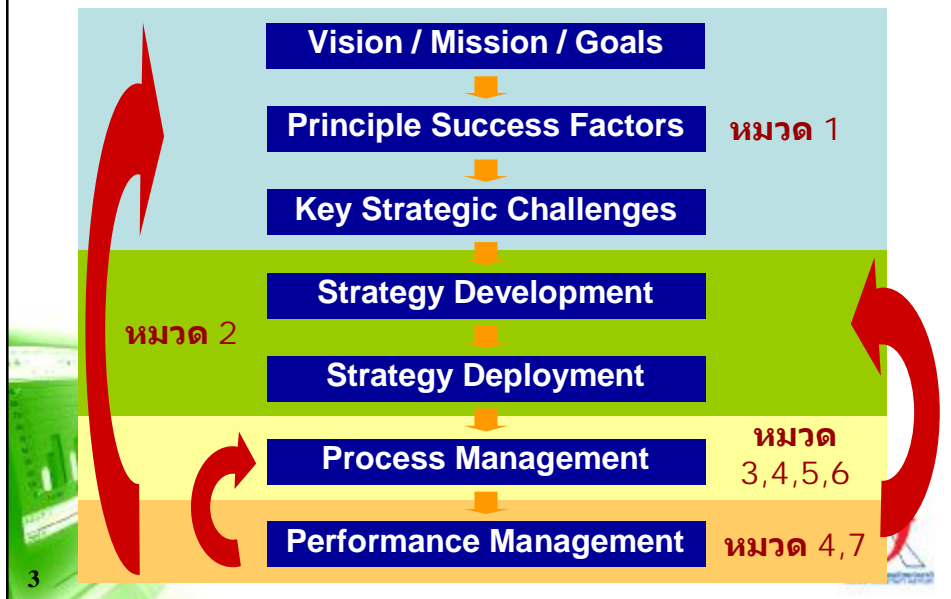 Vision / Mission / Goals
Principle Success Factors
หมวด 1
Key Strategic Challenges
Strategy Development
หมวด 2
Strategy Deployment
Process Management
หมวด
3,4,5,6
Performance Management
หมวด 4,7
3